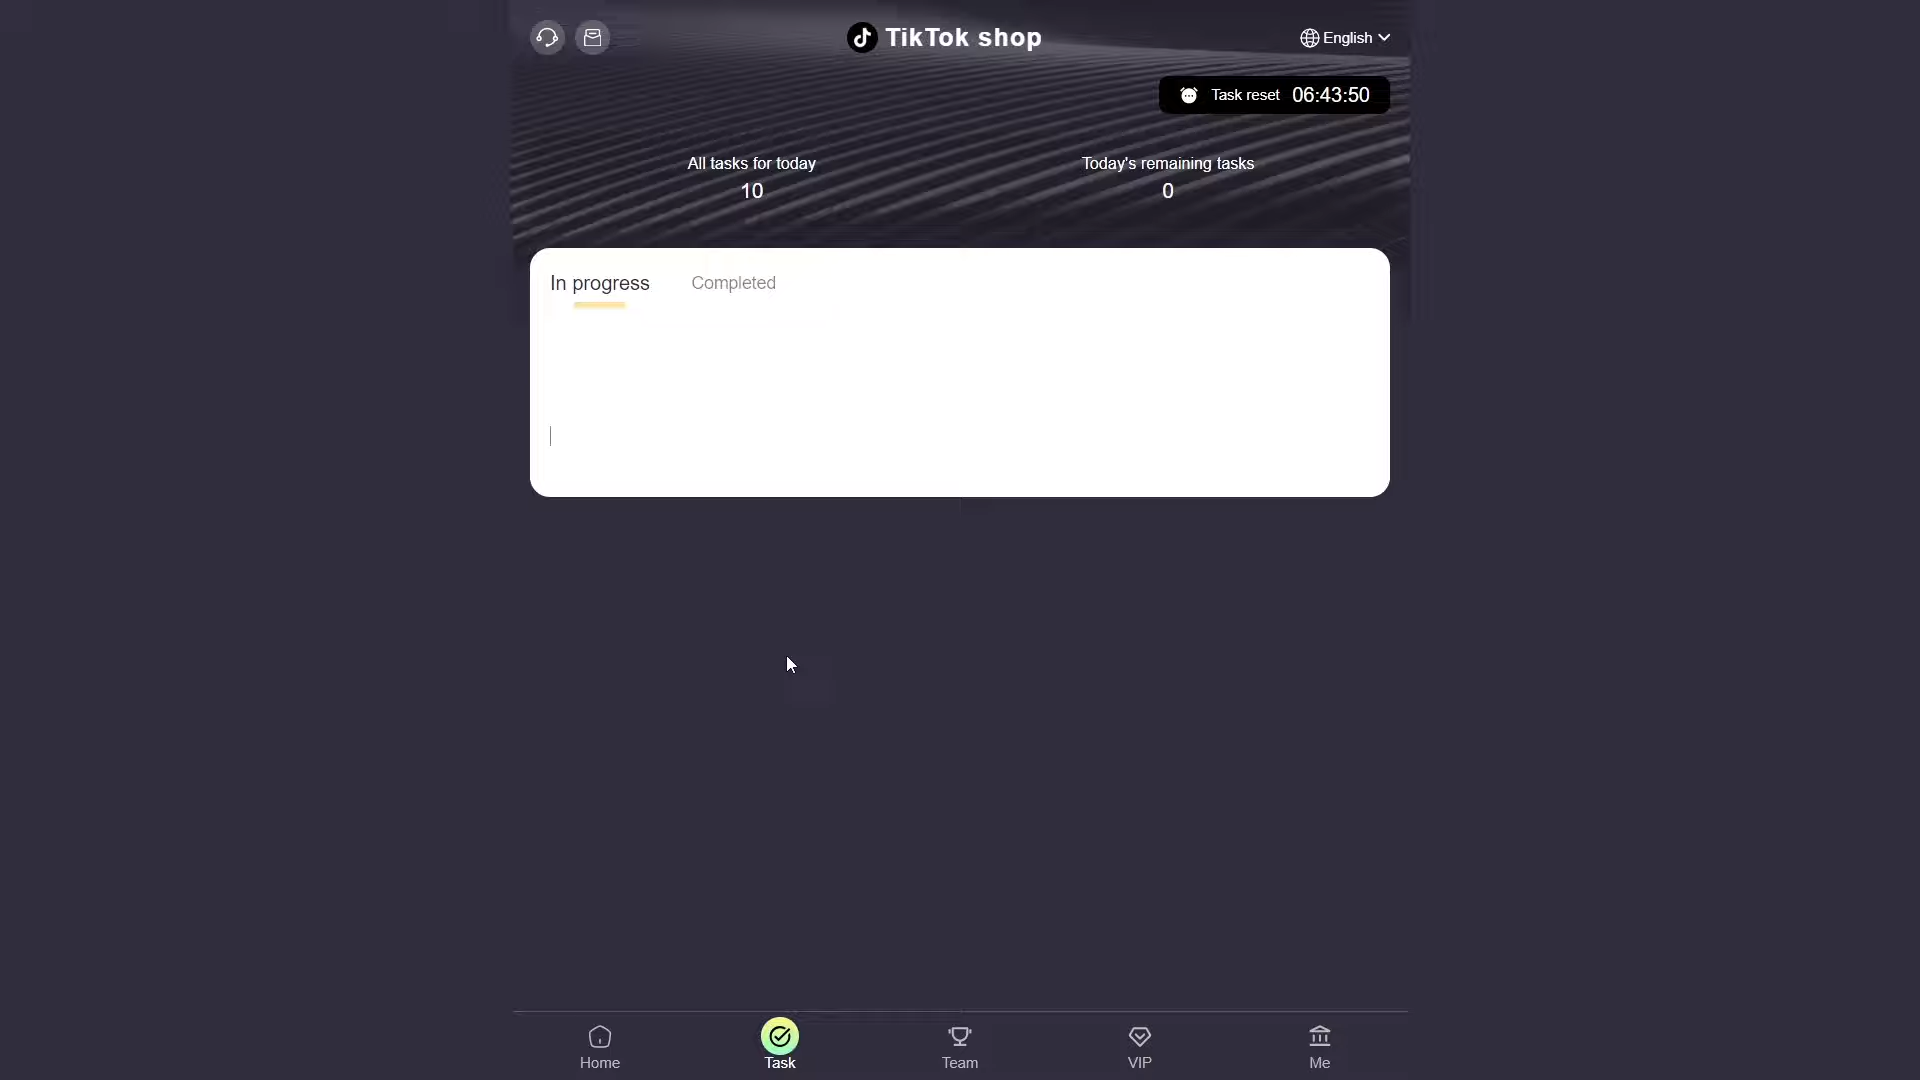 TikTok shop
English
Task reset 06:43:50
All tasks for today
10
Today's remaining tasks
0
In progress
Completed
Home
Task
Team
VIP
Me